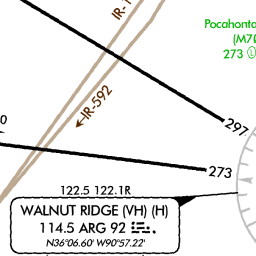 IR-1
Pocahonta
(M70
273 Ⓛ
IR-592
297
0
273
122.5 122.1R
WALNUT RIDGE (VH) (H)
114.5 ARG 92
N36°06.60' W90°57.22'